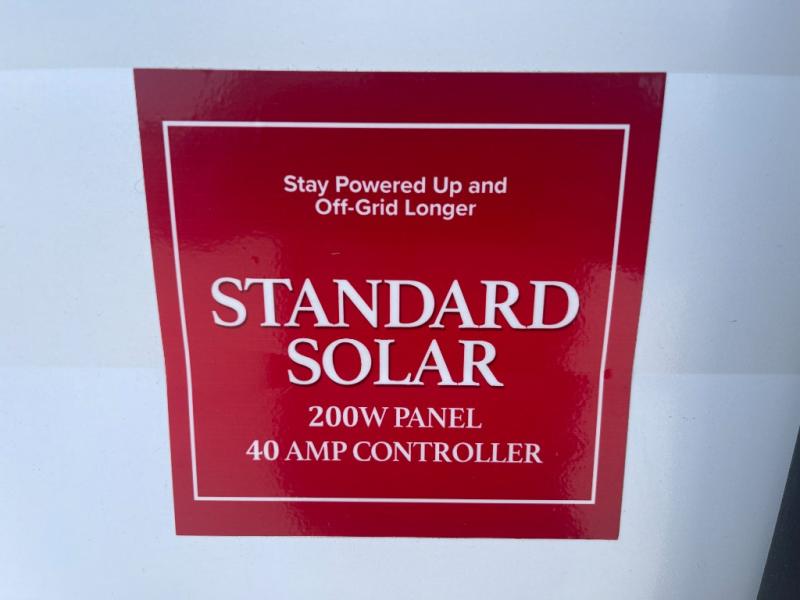 Stay Powered Up and
Off-Grid Longer
STANDARD
SOLAR
200W PANEL
40 AMP CONTROLLER